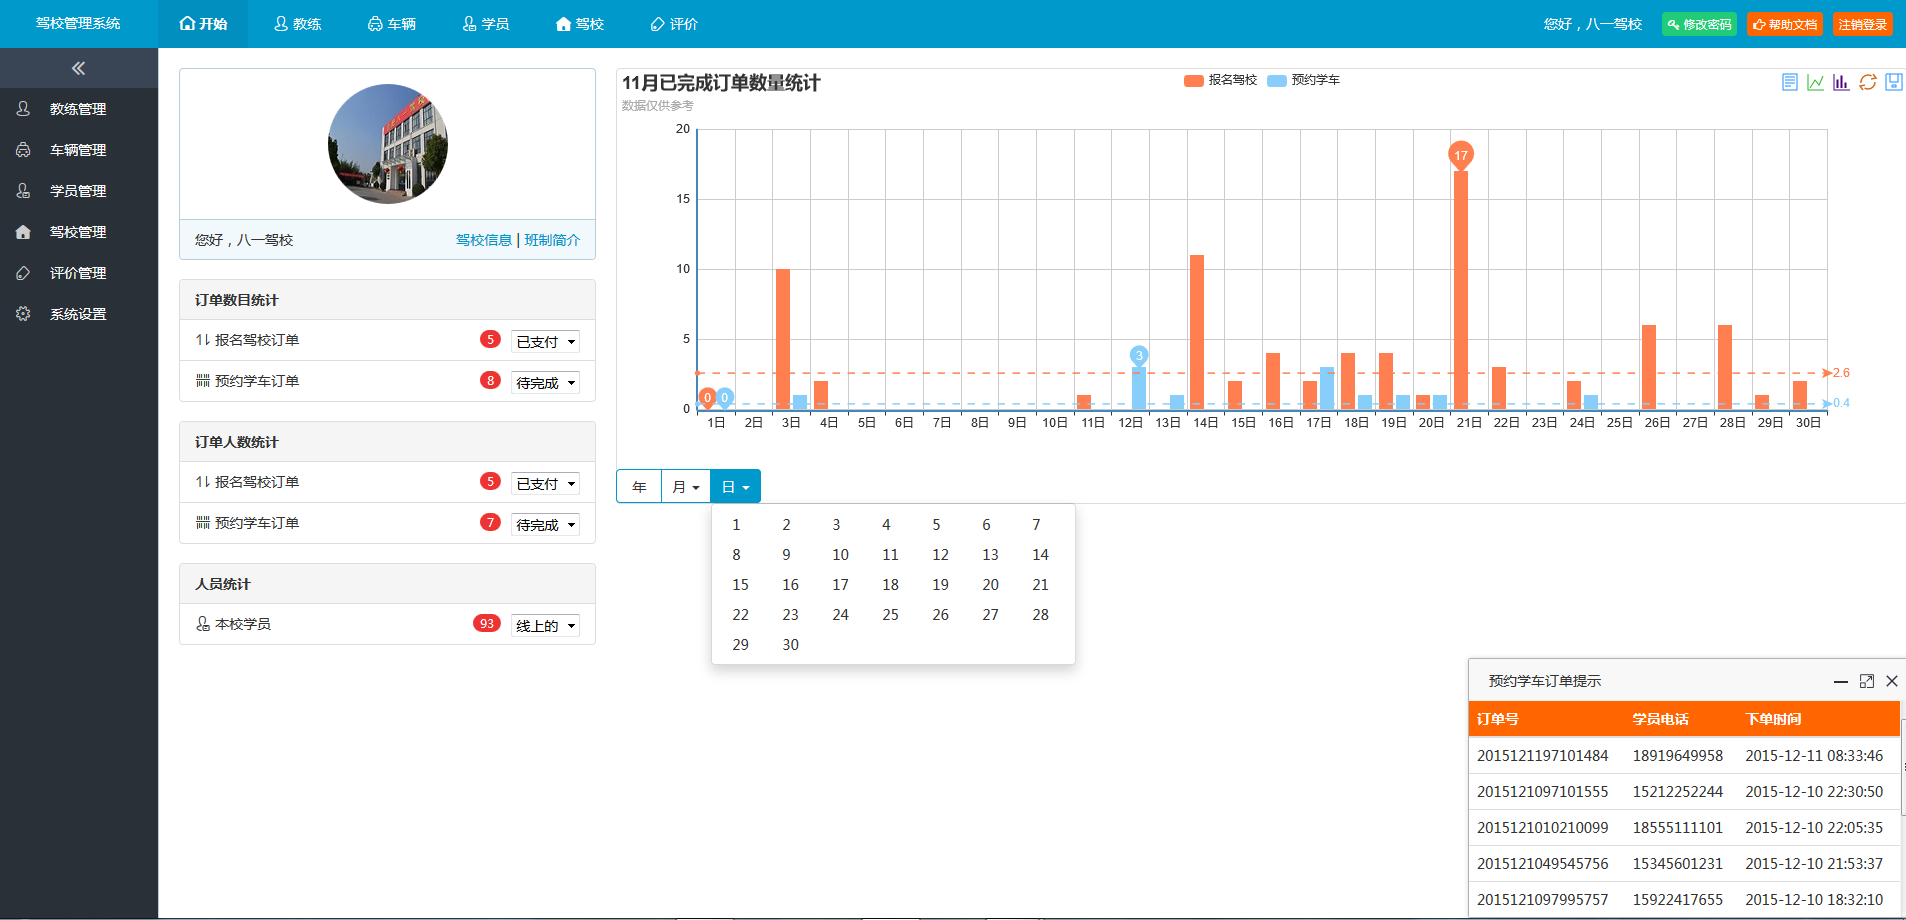 驾校管理系统 开始 教练 车辆 学员 驾校 评价 您好，八一驾校 修改密码 帮助文档 注销登录
教练管理
车辆管理
学员管理
驾校管理
评价管理
系统设置
您好，八一驾校 驾校信息 | 班制简介
订单数目统计
报名驾校订单 5 已支付
预约学车订单 8 待完成
订单人数统计
报名驾校订单 5 已支付
预约学车订单 7 待完成
人员统计
本校学员 93 线上的
11月已完成订单数量统计
数据仅供参考
报名驾校 预约学车
20
15
10
5
0
17
3
0 0
2.6
0.4
1日 2日 3日 4日 5日 6日 7日 8日 9日 10日 11日 12日 13日 14日 15日 16日 17日 18日 19日 20日 21日 22日 23日 24日 25日 26日 27日 28日 29日 30日
年 月 日
1 2 3 4 5 6 7
8 9 10 11 12 13 14
15 16 17 18 19 20 21
22 23 24 25 26 27 28
29 30
预约学车订单提示
订单号 学员电话 下单时间
2015121197101484 18919649958 2015-12-11 08:33:46
2015121097101555 15212252244 2015-12-10 22:30:50
2015121010210099 18555111101 2015-12-10 22:05:35
2015121049545756 15345601231 2015-12-10 21:53:37
2015121097995757 15922417655 2015-12-10 18:32:10